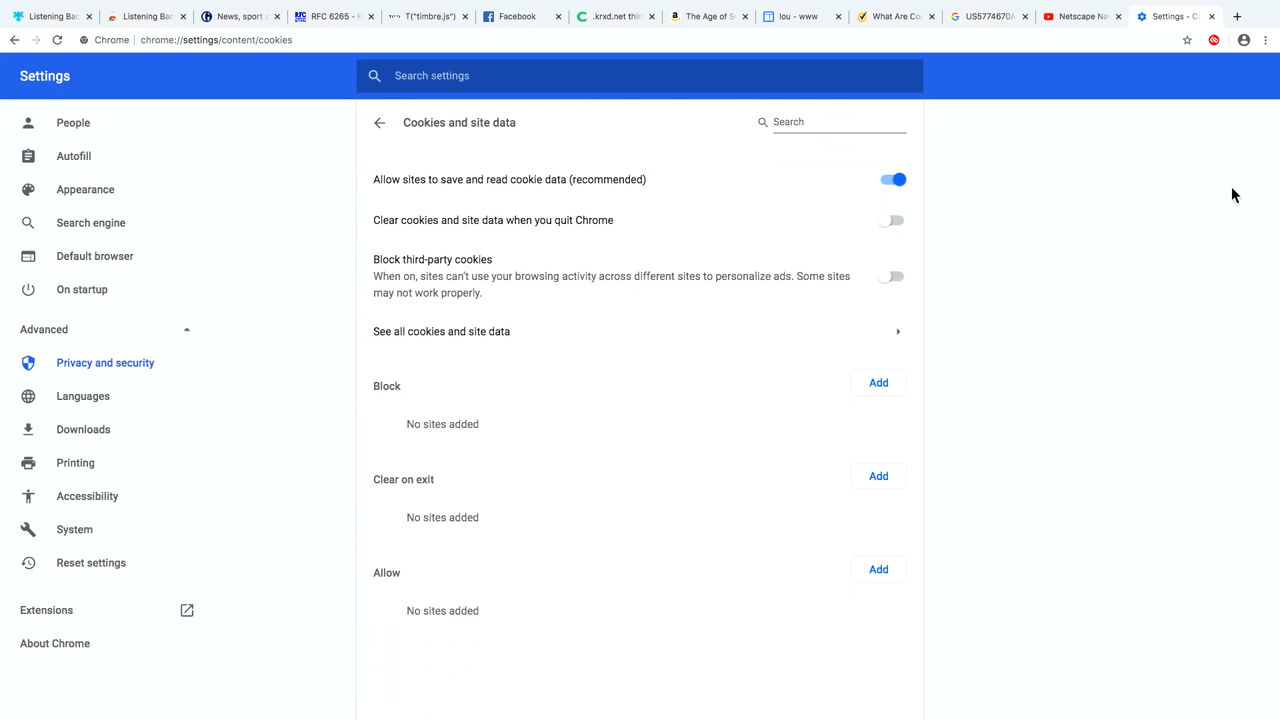 Listening Bac
Listening Bac
News, sport a
RFC 6265 - H
T("timbre.js")
Facebook
.krxd.net thir
The Age of S
lou - www
What Are Co
US5774670A
Netscape Na
Settings - C
Chrome
chrome://settings/content/cookies
Settings
Search settings
People
Autofill
Appearance
Search engine
Default browser
On startup
Advanced
Privacy and security
Languages
Downloads
Printing
Accessibility
System
Reset settings
Extensions
About Chrome
Cookies and site data
Search
Allow sites to save and read cookie data (recommended)
Clear cookies and site data when you quit Chrome
Block third-party cookies
When on, sites can't use your browsing activity across different sites to personalize ads. Some sites
may not work properly.
See all cookies and site data
Block
Add
No sites added
Clear on exit
Add
No sites added
Allow
Add
No sites added